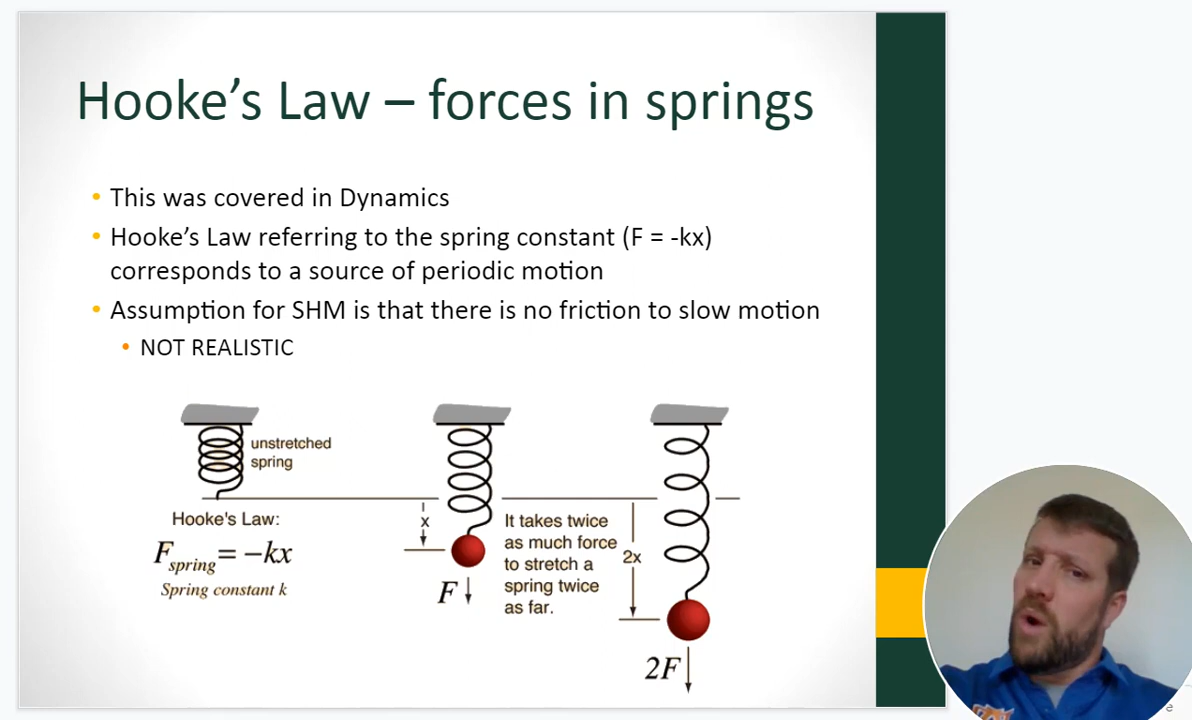 Hooke's Law – forces in springs
• This was covered in Dynamics
• Hooke's Law referring to the spring constant (F = -kx)
corresponds to a source of periodic motion
• Assumption for SHM is that there is no friction to slow motion
• NOT REALISTIC
unstretched
spring
Hooke's Law:
F_spring = −kx
Spring constant k
x
F
It takes twice
as much force
to stretch a
spring twice
as far.
2x
2F